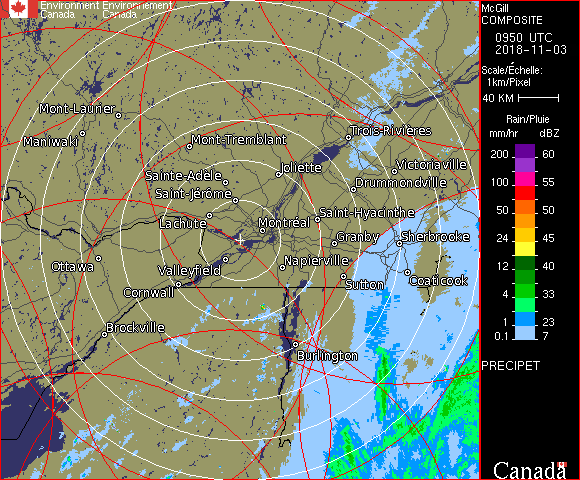 Environment Environnement
Canada Canada
McGill
COMPOSITE
0950 UTC
2018-11-03
Scale/Échelle:
1km/Pixel
40 KM
Rain/Pluie
mm/hr dBZ
200 60
155
100 55
50 50
24 45
12 40
4 33
1 23
0.1 7
PRECIPET
Canada
Mont-Laurier
Maniwaki
Mont-Tremblant
Trois-Rivières
Sainte-Adèle
Joliette
Victoriaville
Saint-Jérôme
Drummondville
Lachute
Montréal
Saint-Hyacinthe
Granby
Sherbrooke
Ottawa
Valleyfield
Napierville
Sutton
Coaticook
Cornwall
Brockville
Burlington